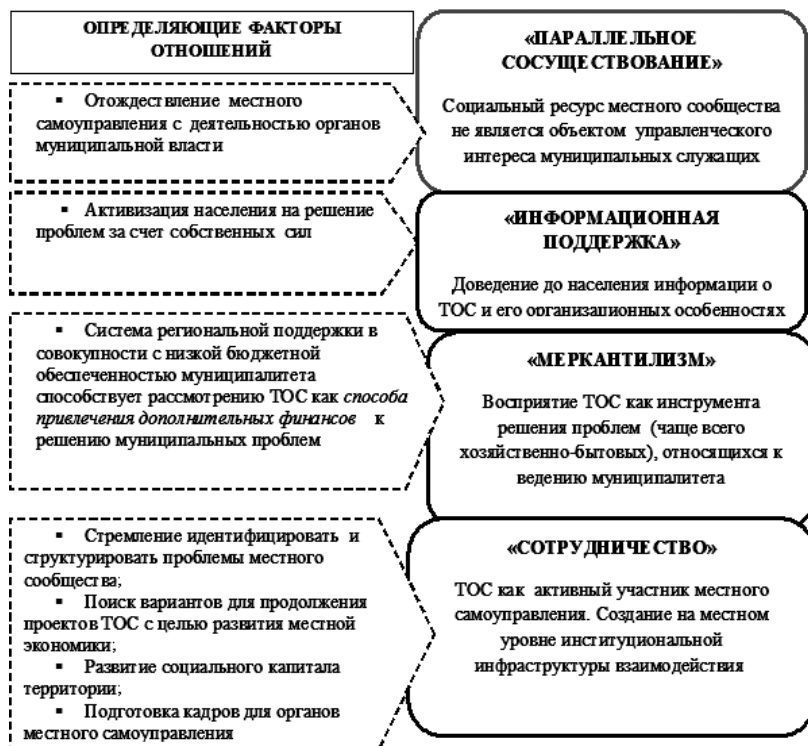 ОПРЕДЕЛЯЮЩИЕ ФАКТОРЫ
ОТНОШЕНИЙ
«ПАРАЛЛЕЛЬНОЕ
СОСУЩЕСТВОВАНИЕ»
▪ Отождествление местного
самоуправления с деятельностью органов
муниципальной власти
Социальный ресурс местного сообщества
не является объектом управленческого
интереса муниципальных служащих
▪ Активизация населения на решение
проблем за счет собственных сил
«ИНФОРМАЦИОННАЯ
ПОДДЕРЖКА»
Доведение до населения информации о
ТОС и его организационных особенностях
▪ Система региональной поддержки в
совокупности с низкой бюджетной
обеспеченностью муниципалитета
способствует рассмотрению ТОС как способа
привлечения дополнительных финансов к
решению муниципальных проблем
«МЕРКАНТИЛИЗМ»
Восприятие ТОС как инструмента
решения проблем (чаще всего
хозяйственно-бытовых), относящихся к
ведению муниципалитета
▪ Стремление идентифицировать и
структурировать проблемы местного
сообщества;
▪ Поиск вариантов для продолжения
проектов ТОС с целью развития местной
экономики;
▪ Развитие социального капитала
территории;
▪ Подготовка кадров для органов
местного самоуправления
«СОТРУДНИЧЕСТВО»
ТОС как активный участник местного
самоуправления. Создание на местном
уровне институциональной
инфраструктуры взаимодействия